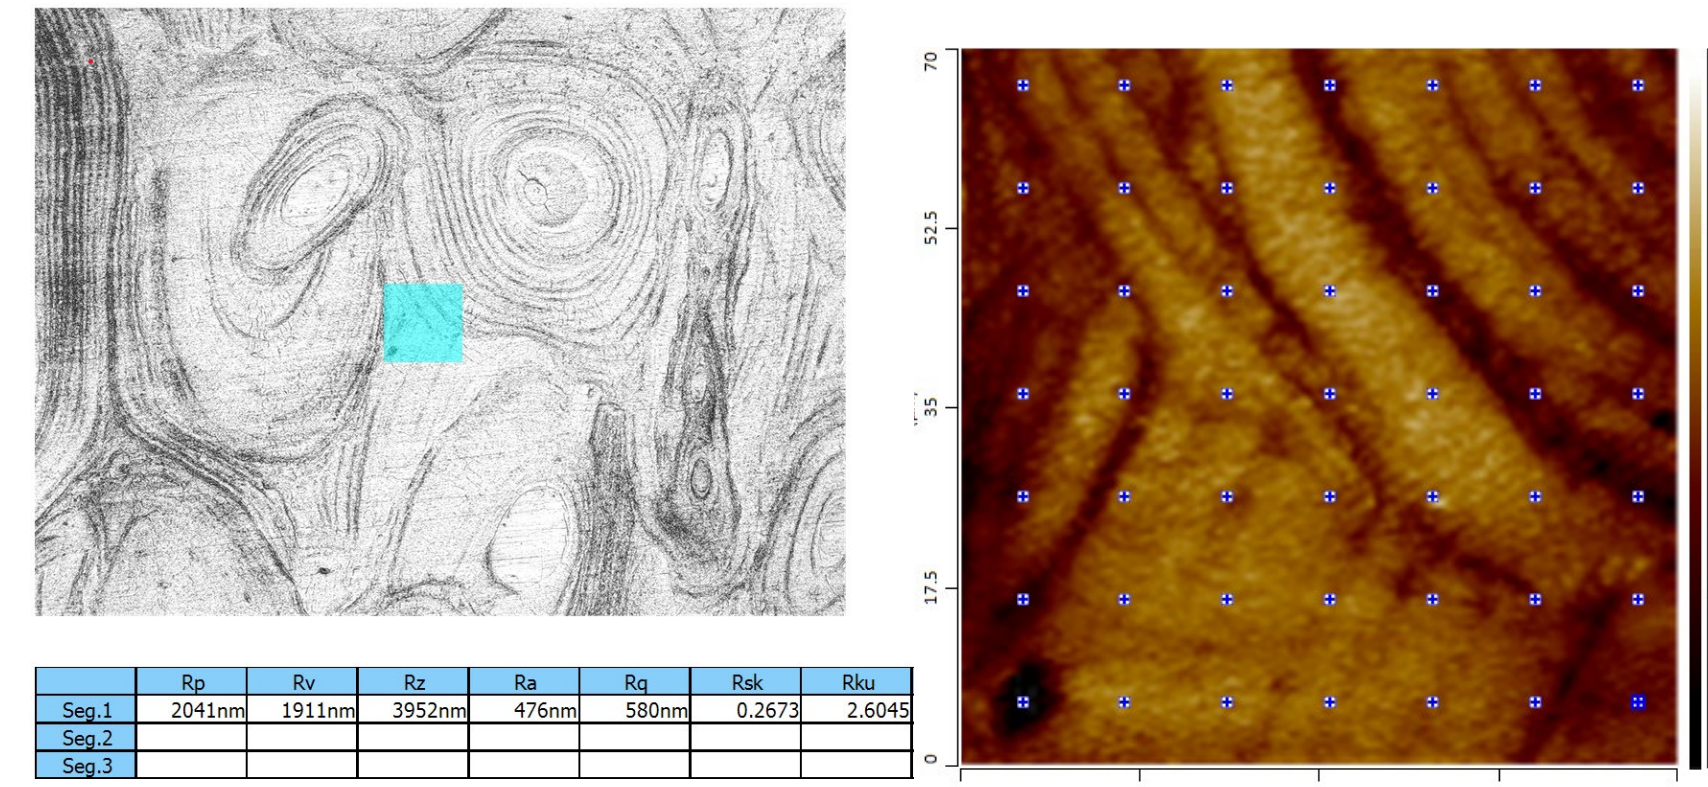 70
52.5
35
17.5
0
Rp Rv Rz Ra Rq Rsk Rku
Seg.1 2041nm 1911nm 3952nm 476nm 580nm 0.2673 2.6045
Seg.2
Seg.3